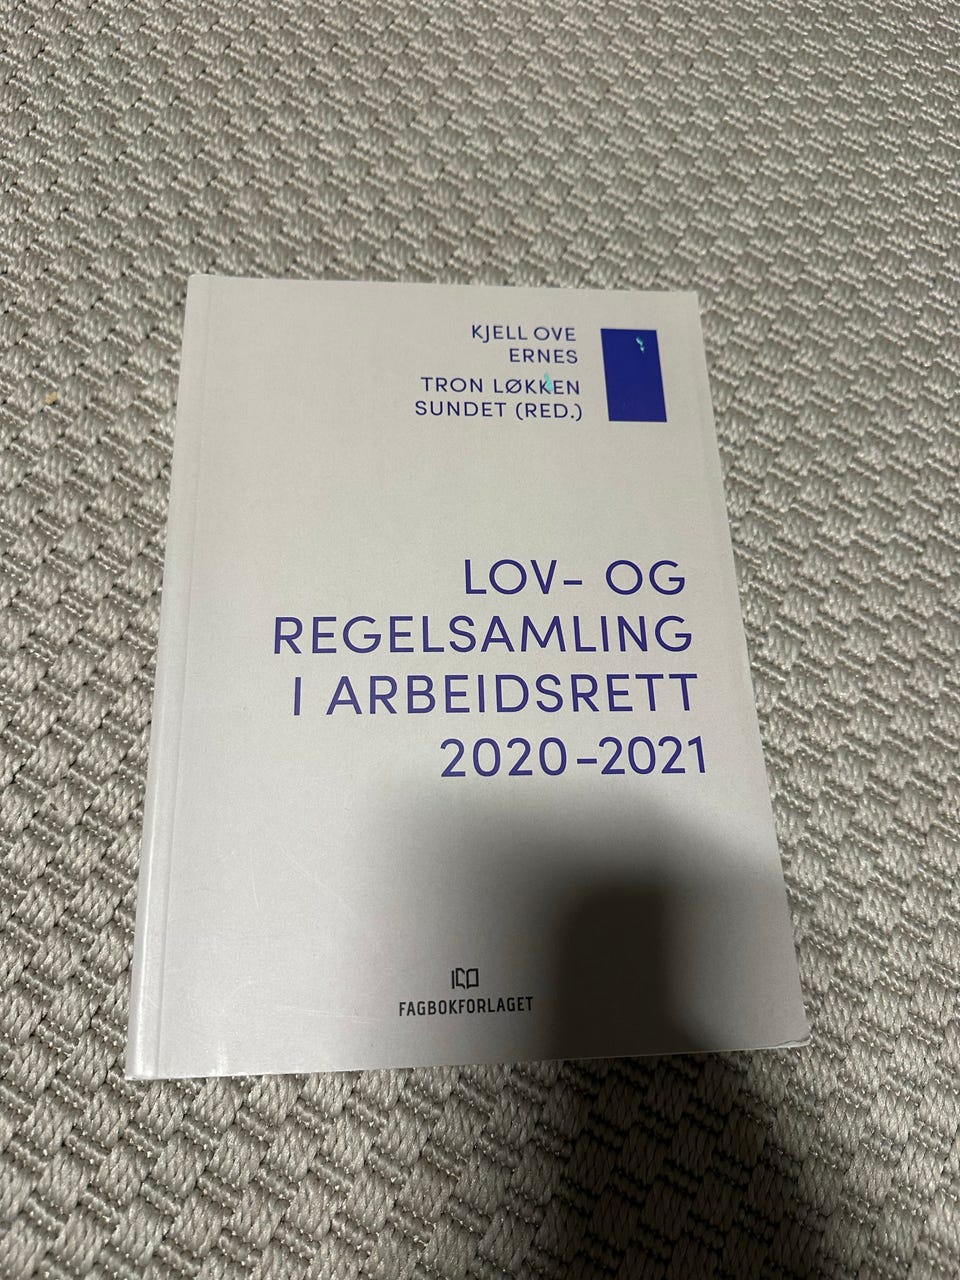 KJELL OVE
ERNES
TRON LØKKEN
SUNDET (RED.)
LOV- OG
REGELSAMLING
I ARBEIDSRETT
2020-2021
FAGBOKFORLAGET